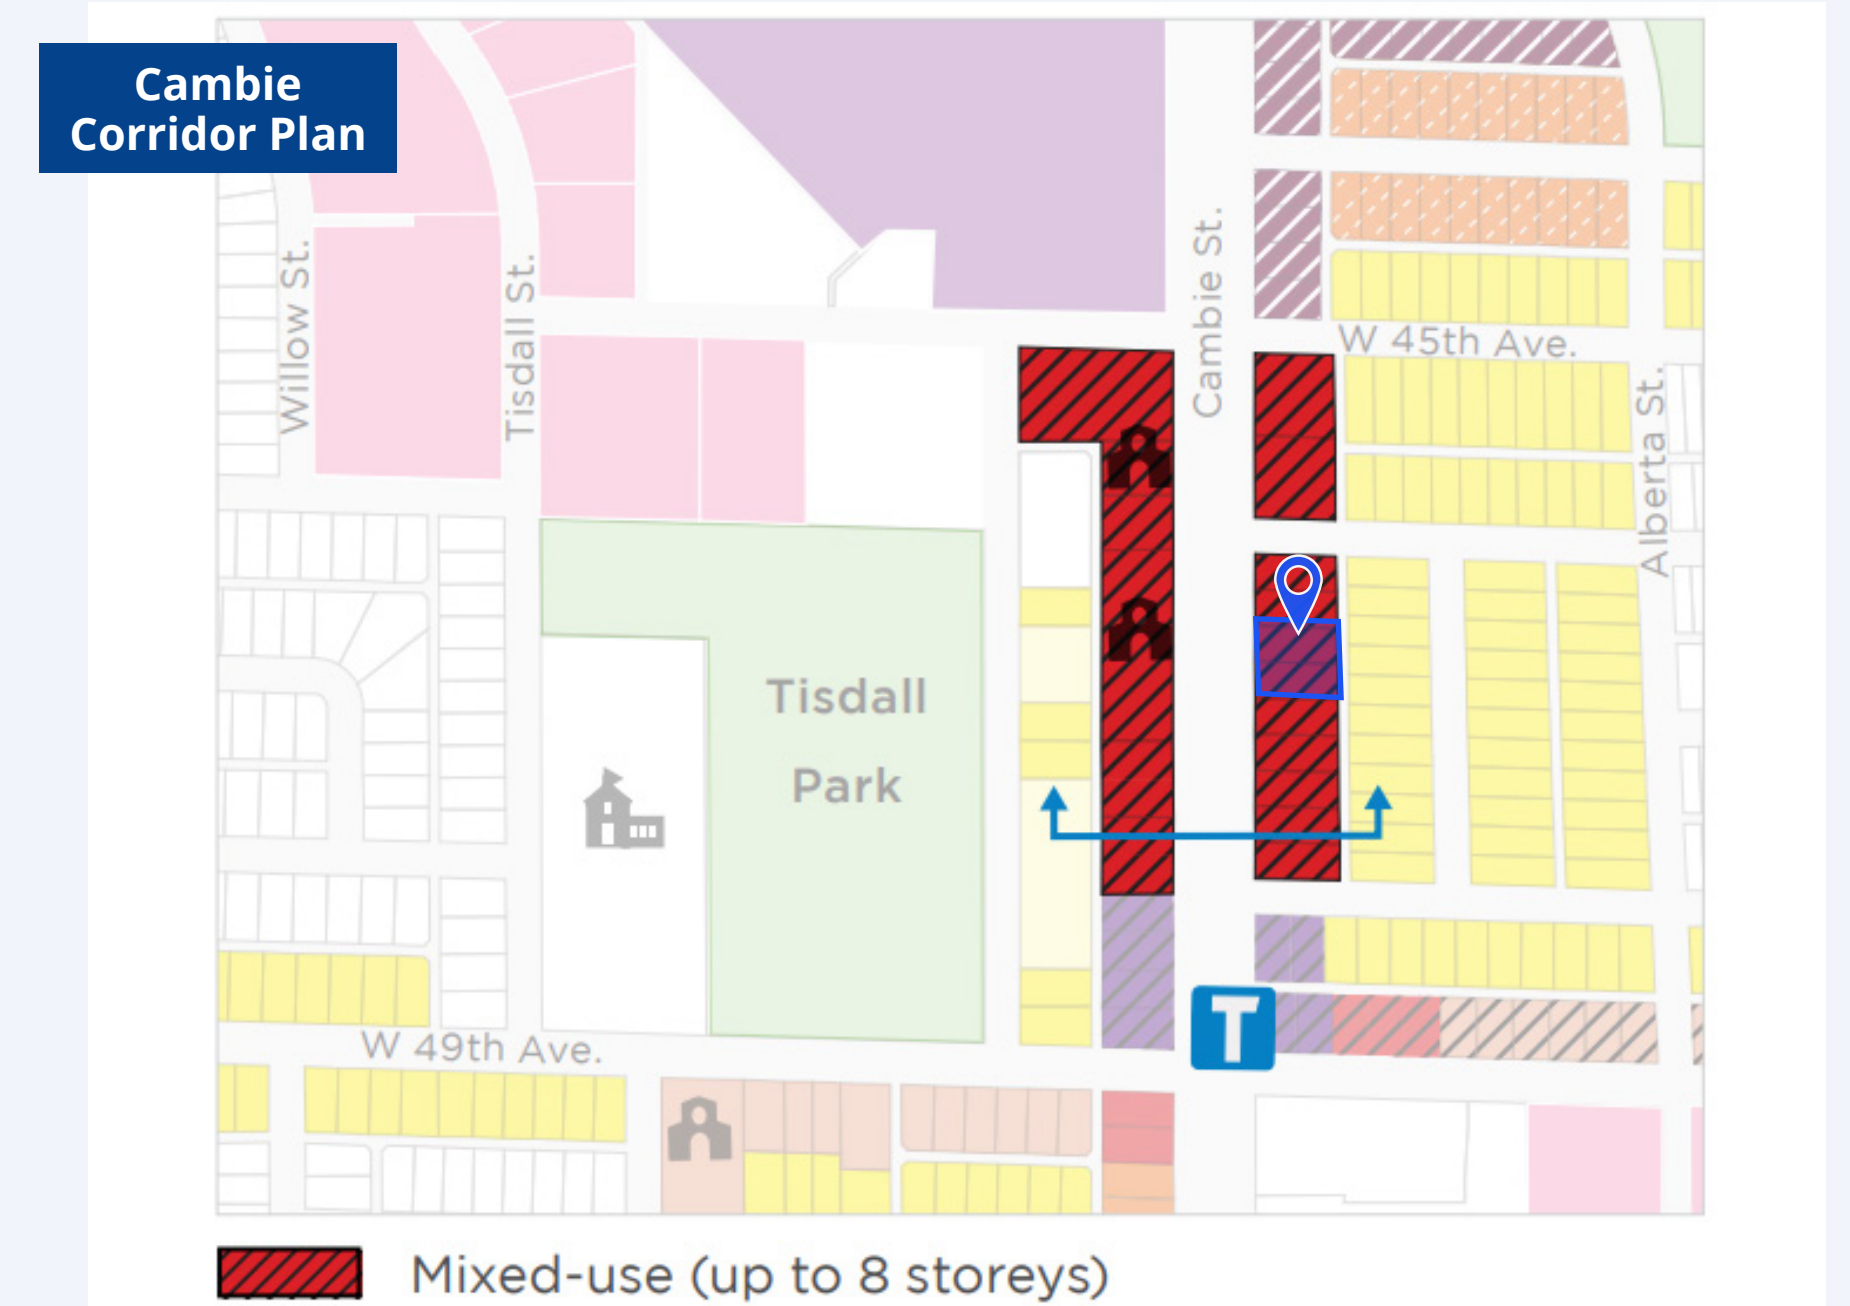 Cambie
Corridor Plan
Willow St.
Tisdall St.
Cambie St.
W 45th Ave.
Alberta St.
Tisdall
Park
T
W 49th Ave.
Mixed-use (up to 8 storeys)